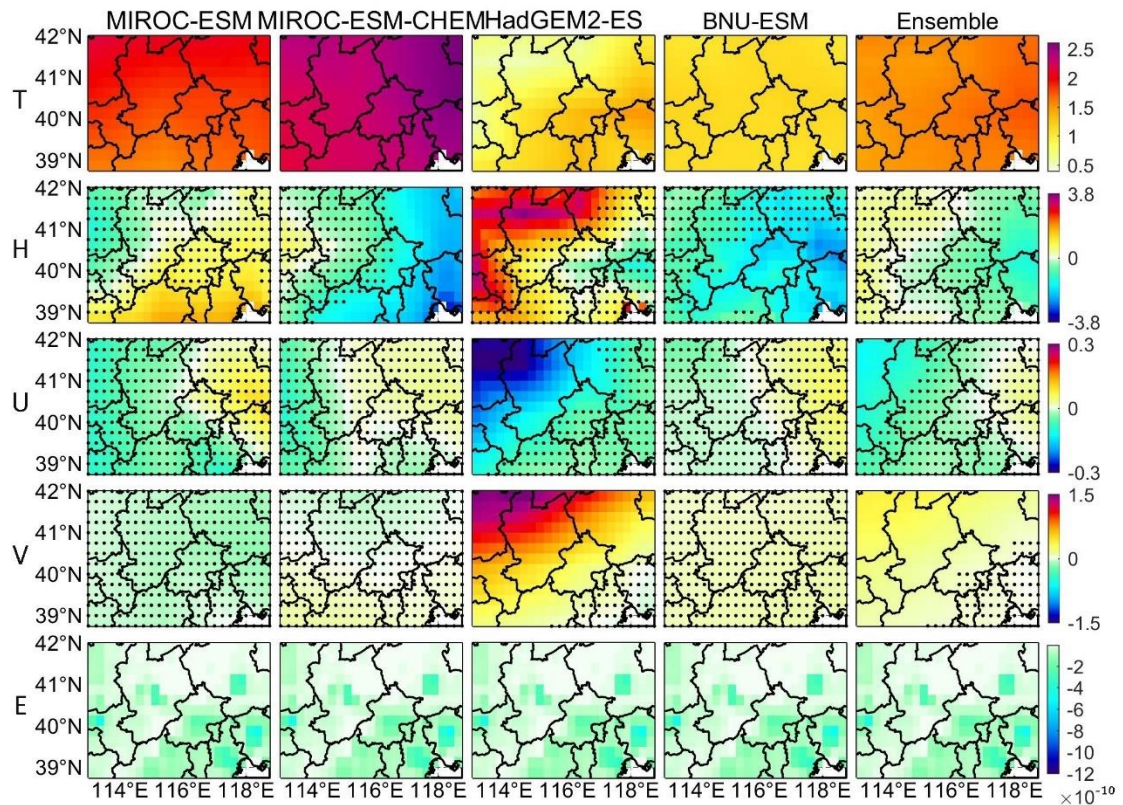 MIROC-ESM MIROC-ESM-CHEM HadGEM2-ES BNU-ESM Ensemble
T
42°N
41°N
40°N
39°N
2.5
2
1.5
1
0.5
H
42°N
41°N
40°N
39°N
3.8
0
-3.8
U
42°N
41°N
40°N
39°N
0.3
0
-0.3
V
42°N
41°N
40°N
39°N
1.5
0
-1.5
E
42°N
41°N
40°N
39°N
-2
-4
-6
-8
-10
-12
114°E 116°E 118°E 114°E 116°E 118°E 114°E 116°E 118°E 114°E 116°E 118°E 114°E 116°E 118°E ×10⁻¹⁰